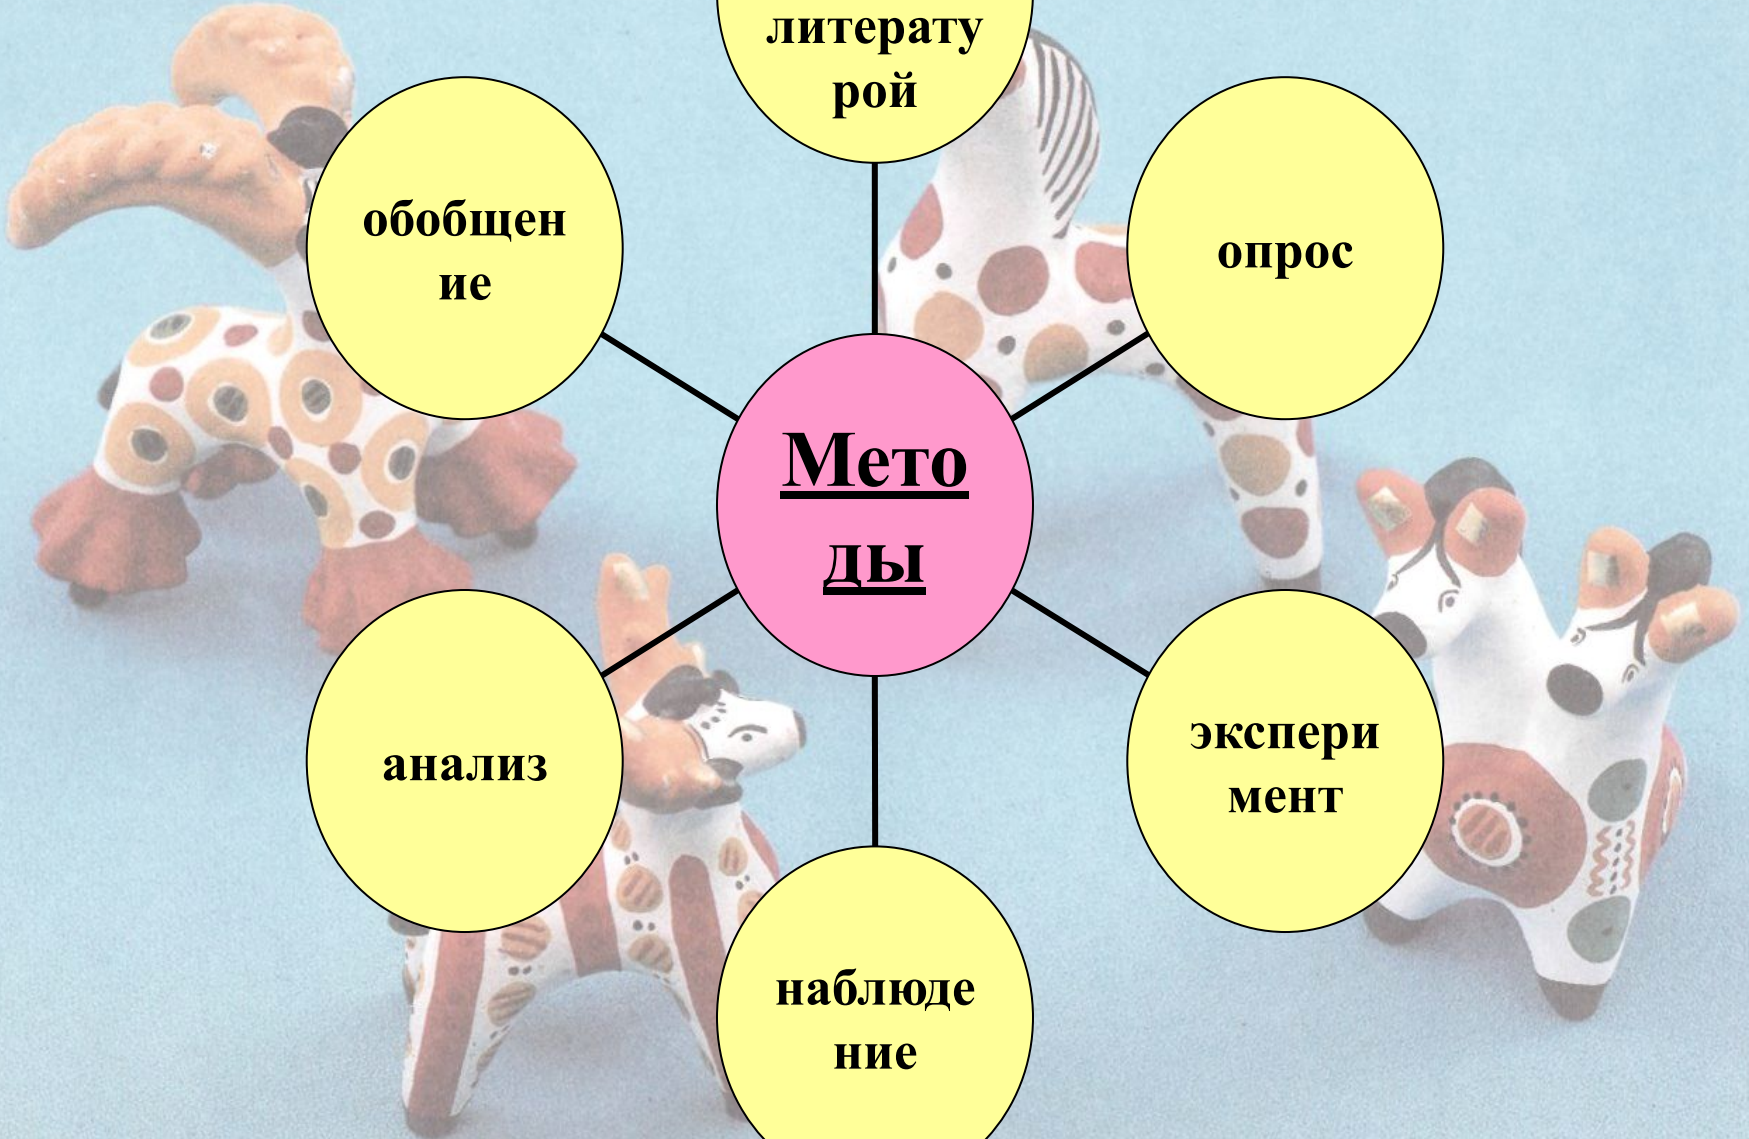 литерату
рой
обобщен
ие
опрос
Мето
ды
анализ
экспери
мент
наблюде
ние